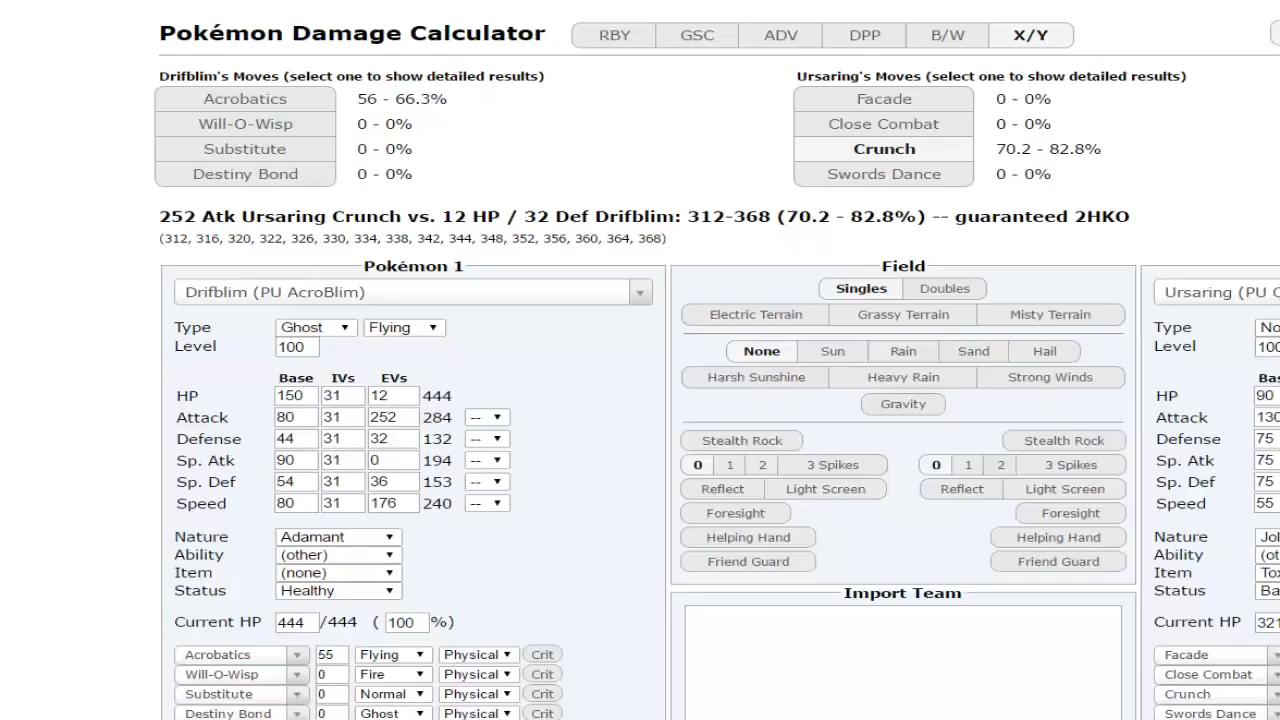 Pokémon Damage Calculator RBY GSC ADV DPP B/W X/Y
Drifblim's Moves (select one to show detailed results) Ursaring's Moves (select one to show detailed results)
Acrobatics 56 - 66.3% Facade 0 - 0%
Will-O-Wisp 0 - 0% Close Combat 0 - 0%
Substitute 0 - 0% Crunch 70.2 - 82.8%
Destiny Bond 0 - 0% Swords Dance 0 - 0%
252 Atk Ursaring Crunch vs. 12 HP / 32 Def Drifblim: 312-368 (70.2 - 82.8%) -- guaranteed 2HKO
(312, 316, 320, 322, 326, 330, 334, 338, 342, 344, 348, 352, 356, 360, 364, 368)
Pokémon 1
Drifblim (PU AcroBlim)
Type Ghost Flying
Level 100
Base IVs EVs
HP 150 31 12 444
Attack 80 31 252 284 --
Defense 44 31 32 132 --
Sp. Atk 90 31 0 194 --
Sp. Def 54 31 36 153 --
Speed 80 31 176 240 --
Nature Adamant
Ability (other)
Item (none)
Status Healthy
Current HP 444 /444 ( 100 %)
Acrobatics 55 Flying Physical Crit
Will-O-Wisp 0 Fire Physical Crit
Substitute 0 Normal Physical Crit
Destiny Bond 0 Ghost Physical Crit
Field
Singles Doubles
Electric Terrain Grassy Terrain Misty Terrain
None Sun Rain Sand Hail
Harsh Sunshine Heavy Rain Strong Winds
Gravity
Stealth Rock Stealth Rock
0 1 2 3 Spikes 0 1 2 3 Spikes
Reflect Light Screen Reflect Light Screen
Foresight Foresight
Helping Hand Helping Hand
Friend Guard Friend Guard
Import Team
Ursaring (PU
Type No
Level 100
Bas
HP 90
Attack 130
Defense 75
Sp. Atk 75
Sp. Def 75
Speed 55
Nature Jol
Ability (ot
Item Tox
Status Ba
Current HP 321
Facade
Close Combat
Crunch
Swords Dance